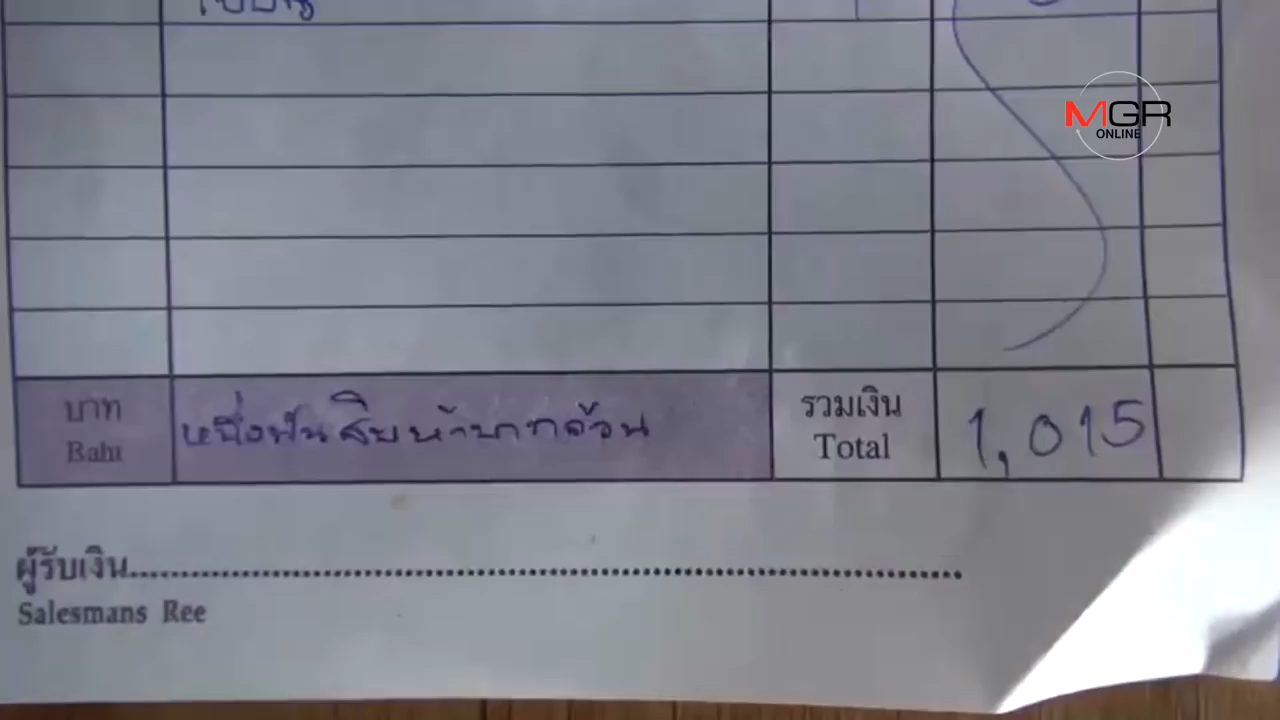 MGR
ONLINE
บาท หนึ่งพันสิบห้าบาทถ้วน รวมเงิน 1,015
Baht Total
ผู้รับเงิน
Salesmans Ree